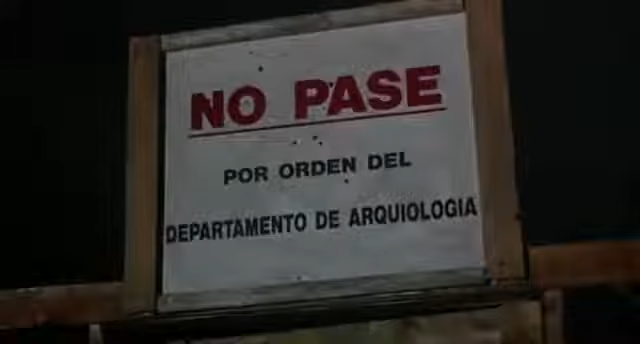 NO PASE
POR ORDEN DEL
DEPARTAMENTO DE ARQUIOLOGIA